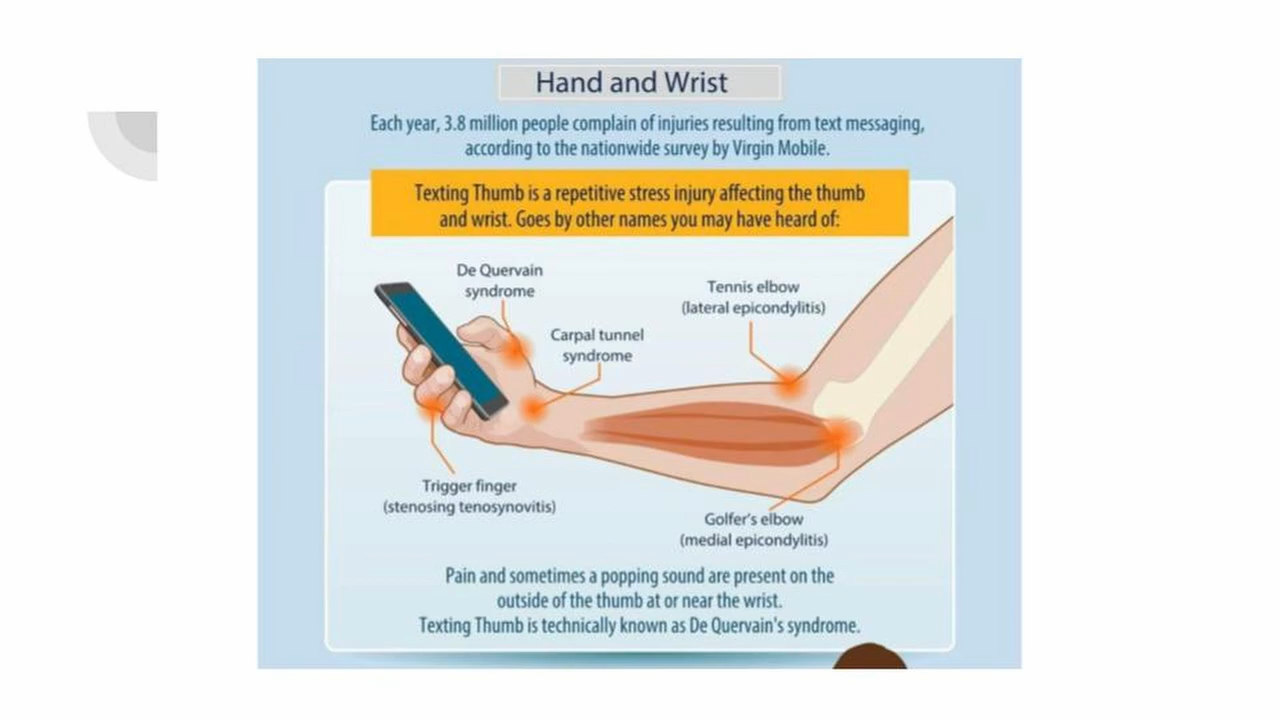 Hand and Wrist
Each year, 3.8 million people complain of injuries resulting from text messaging,
according to the nationwide survey by Virgin Mobile.
Texting Thumb is a repetitive stress injury affecting the thumb
and wrist. Goes by other names you may have heard of:
De Quervain
syndrome
Tennis elbow
(lateral epicondylitis)
Carpal tunnel
syndrome
Trigger finger
(stenosing tenosynovitis)
Golfer's elbow
(medial epicondylitis)
Pain and sometimes a popping sound are present on the
outside of the thumb at or near the wrist.
Texting Thumb is technically known as De Quervain's syndrome.